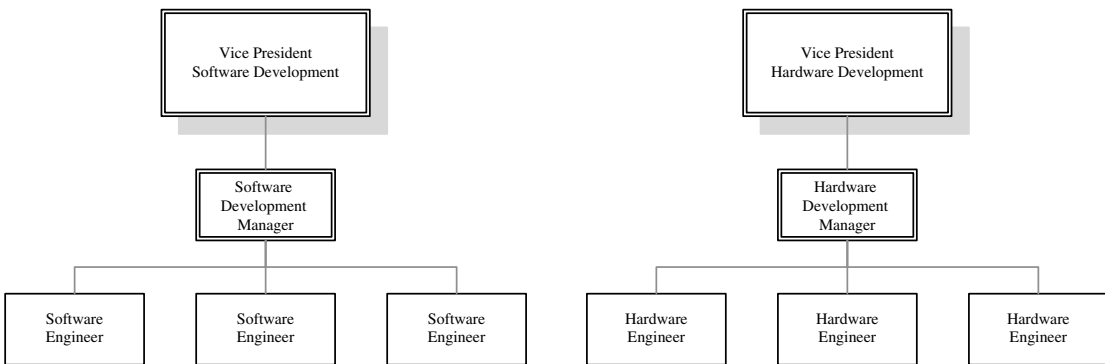 Vice President
Software Development
Vice President
Hardware Development
Software
Development
Manager
Hardware
Development
Manager
Software
Engineer
Software
Engineer
Software
Engineer
Hardware
Engineer
Hardware
Engineer
Hardware
Engineer